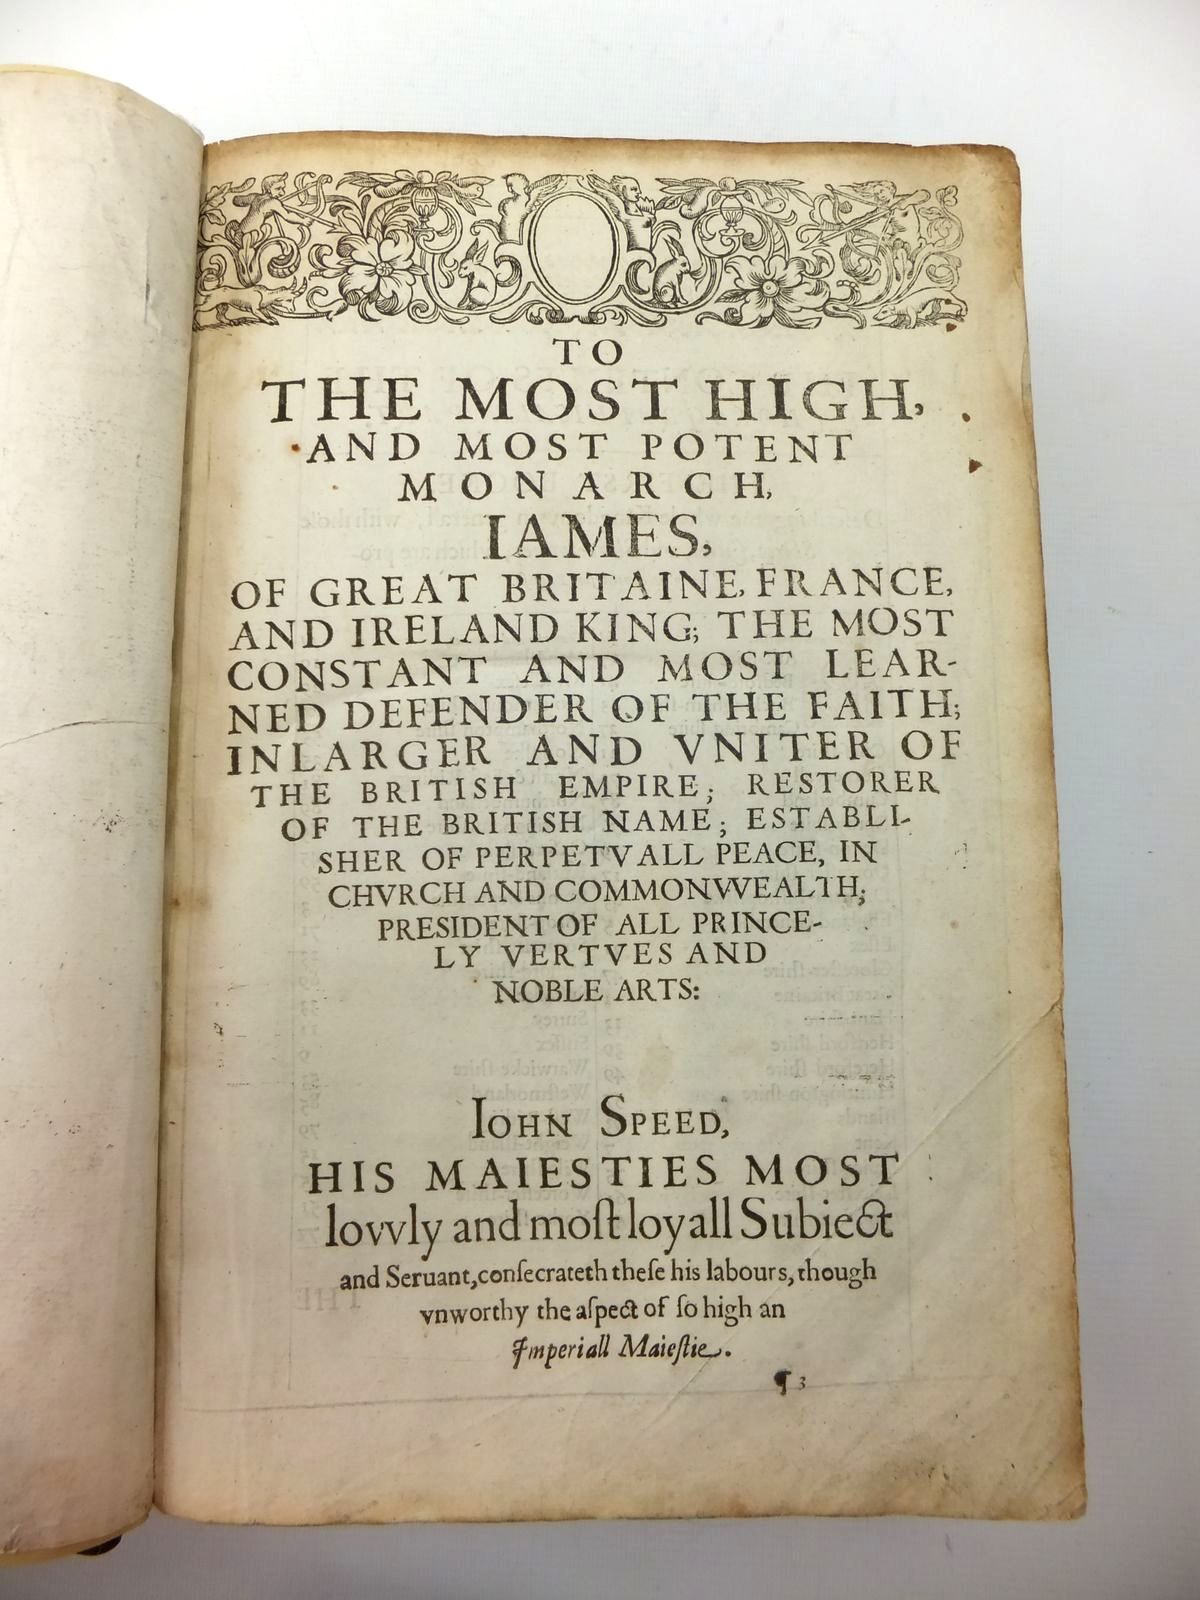 TO
THE MOST HIGH,
AND MOST POTENT
MONARCH,
IAMES,
OF GREAT BRITAINE, FRANCE,
AND IRELAND KING; THE MOST
CONSTANT AND MOST LEAR-
NED DEFENDER OF THE FAITH;
INLARGER AND VNITER OF
THE BRITISH EMPIRE; RESTORER
OF THE BRITISH NAME; ESTABLI-
SHER OF PERPETVALL PEACE, IN
CHVRCH AND COMMONVVEALTH;
PRESIDENT OF ALL PRINCE-
LY VERTVES AND
NOBLE ARTS:
IOHN SPEED,
HIS MAIESTIES MOST
lovvly and moſt loyall Subiect
and Seruant, conſecrateth theſe his labours, though
vnworthy the aſpect of ſo high an
Imperiall Maieſtie.
¶ 3